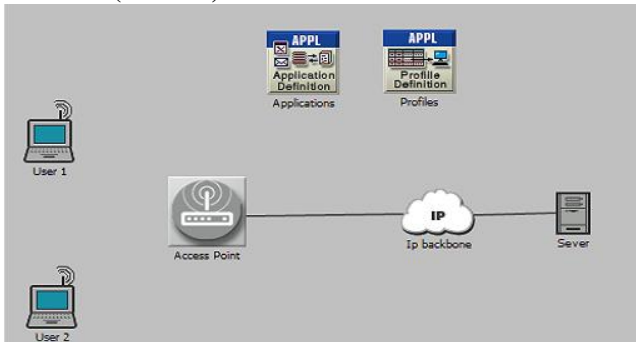 APPL
Application
Definition
Applications
APPL
Profile
Definition
Profiles
User 1
Access Point
IP
Ip backbone
Sever
User 2